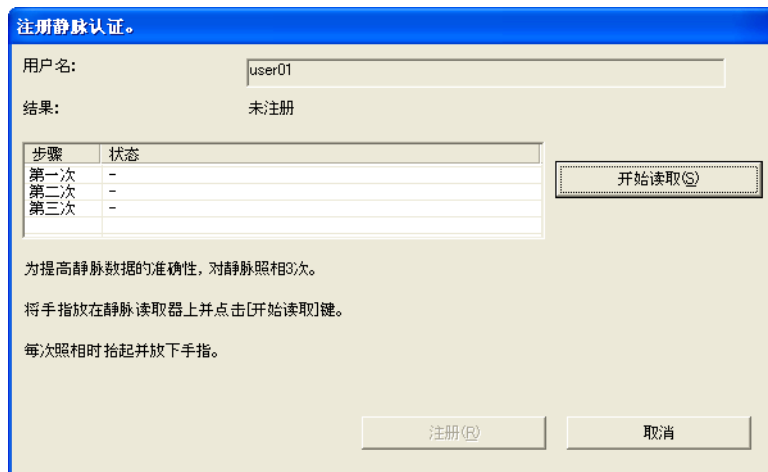 注册静脉认证。
用户名: user01
结果: 未注册
步骤 状态
第一次 -
第二次 -
第三次 -
开始读取(S)
为提高静脉数据的准确性, 对静脉照相3次。
将手指放在静脉读取器上并点击[开始读取]键。
每次照相时抬起并放下手指。
注册(R) 取消